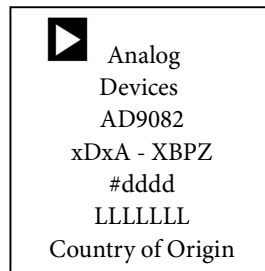 Analog
Devices
AD9082
xDxA - XBPZ
#dddd
LLLLLLL
Country of Origin